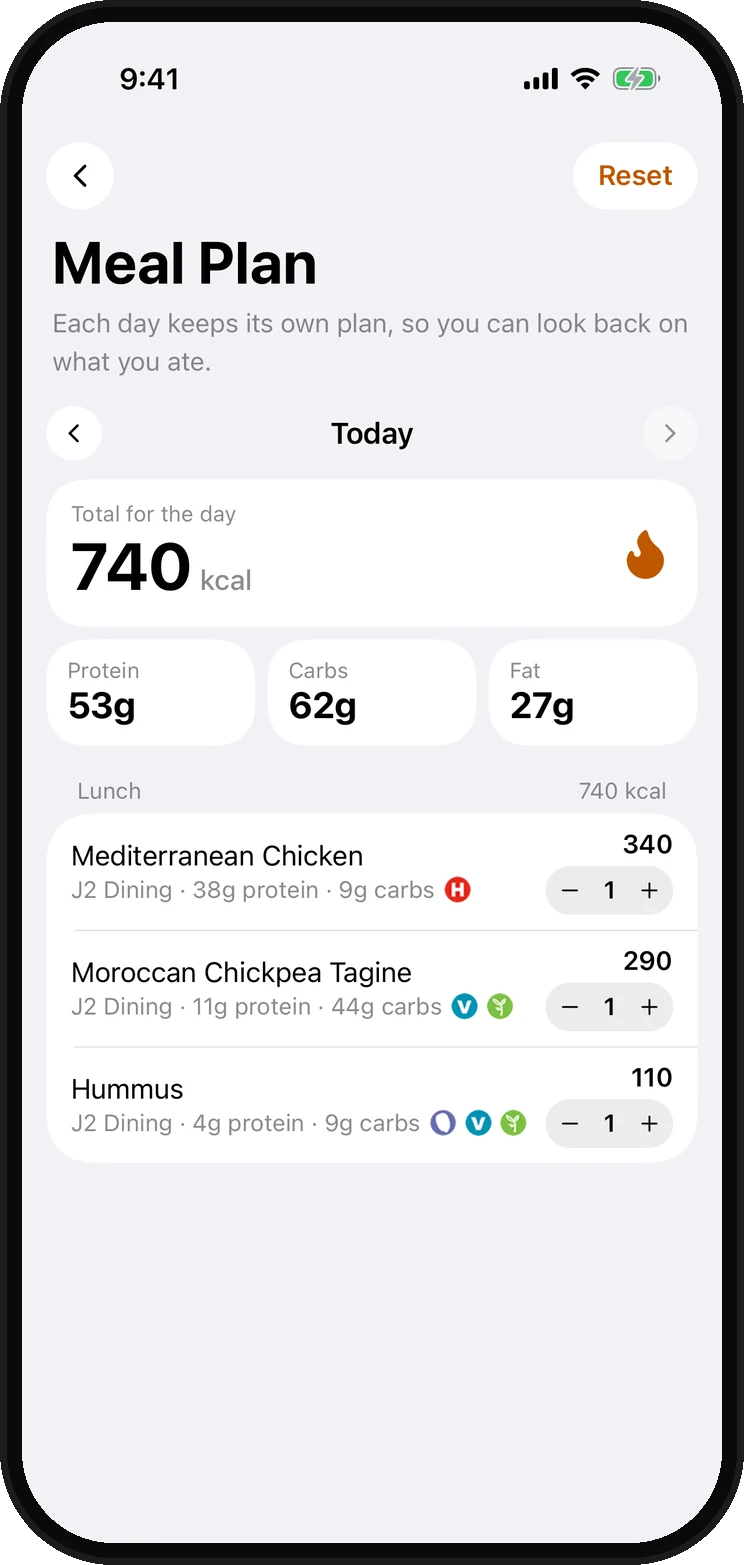 9:41
Reset
Meal Plan
Each day keeps its own plan, so you can look back on
what you ate.
Today
Total for the day
740 kcal
Protein
53g
Carbs
62g
Fat
27g
Lunch
740 kcal
Mediterranean Chicken
340
J2 Dining · 38g protein · 9g carbs H
− 1 +
Moroccan Chickpea Tagine
290
J2 Dining · 11g protein · 44g carbs V
− 1 +
Hummus
110
J2 Dining · 4g protein · 9g carbs V
− 1 +